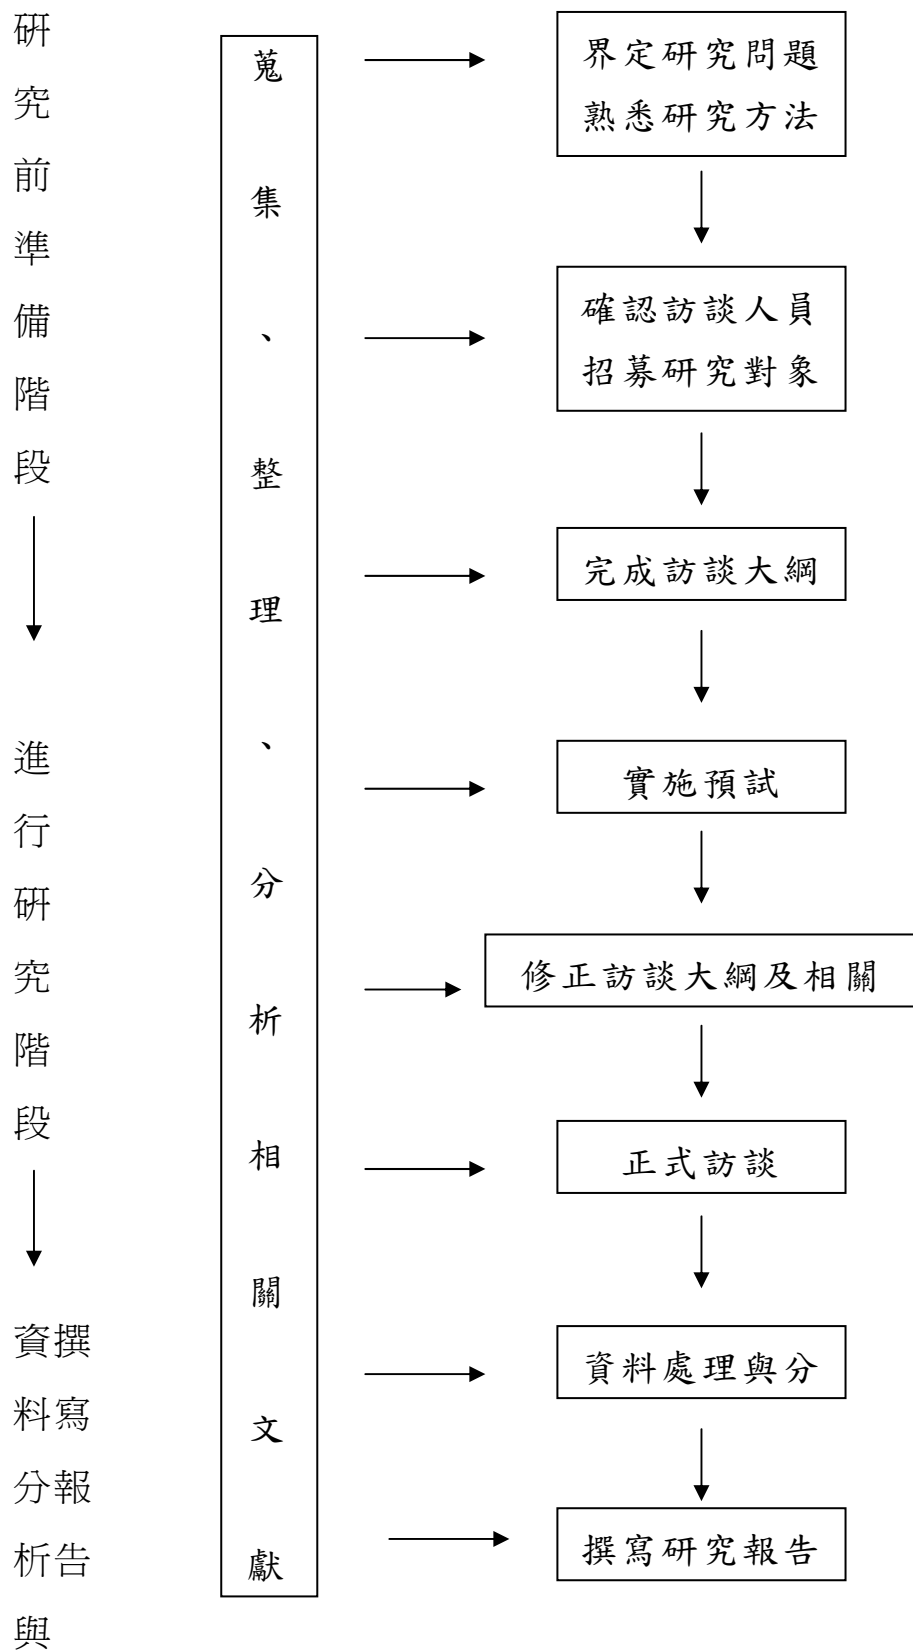 研究前準備階段
進行研究階段
資料分析與
撰寫報告
蒐集、整理、分析相關文獻
界定研究問題
熟悉研究方法
確認訪談人員
招募研究對象
完成訪談大綱
實施預試
修正訪談大綱及相關
正式訪談
資料處理與分
撰寫研究報告